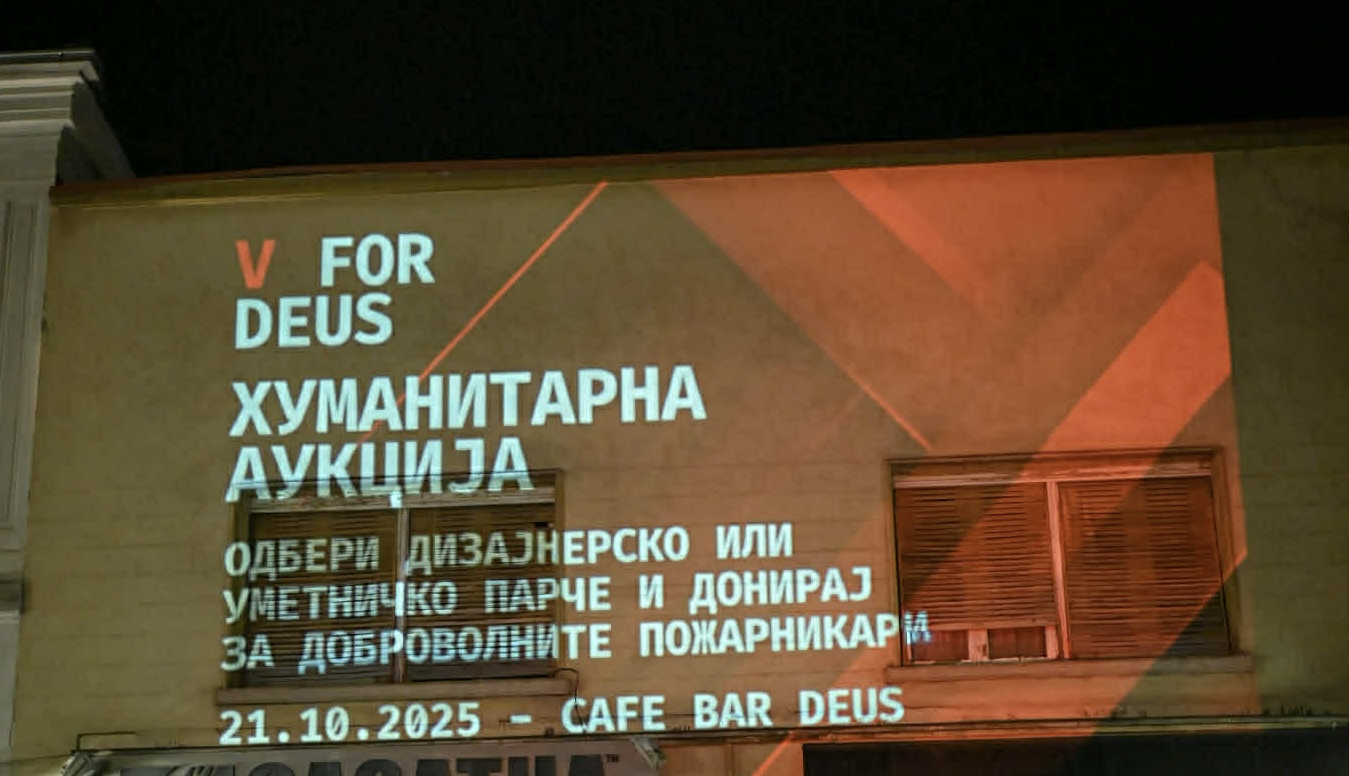 V FOR
DEUS
ХУМАНИТАРНА
АУКЦИЈА
ОДБЕРИ ДИЗАЈНЕРСКО ИЛИ
УМЕТНИЧКО ПАРЧЕ И ДОНИРАЈ
ЗА ДОБРОВОЛНИТЕ ПОЖАРНИКАРИ
21.10.2025 - CAFE BAR DEUS